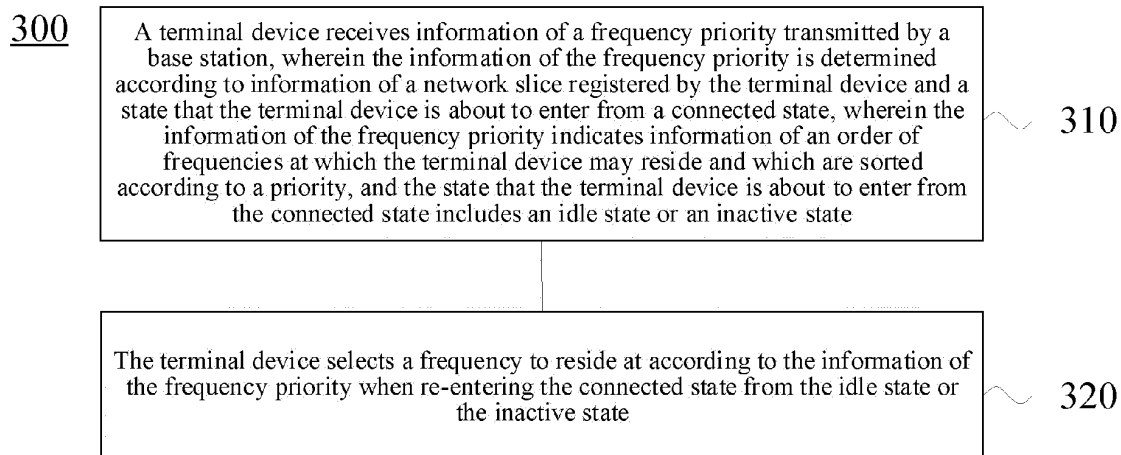 300
A terminal device receives information of a frequency priority transmitted by a
base station, wherein the information of the frequency priority is determined
according to information of a network slice registered by the terminal device and a
state that the terminal device is about to enter from a connected state, wherein the
information of the frequency priority indicates information of an order of
frequencies at which the terminal device may reside and which are sorted
according to a priority, and the state that the terminal device is about to enter from
the connected state includes an idle state or an inactive state
310
The terminal device selects a frequency to reside at according to the information of
the frequency priority when re-entering the connected state from the idle state or
the inactive state
320